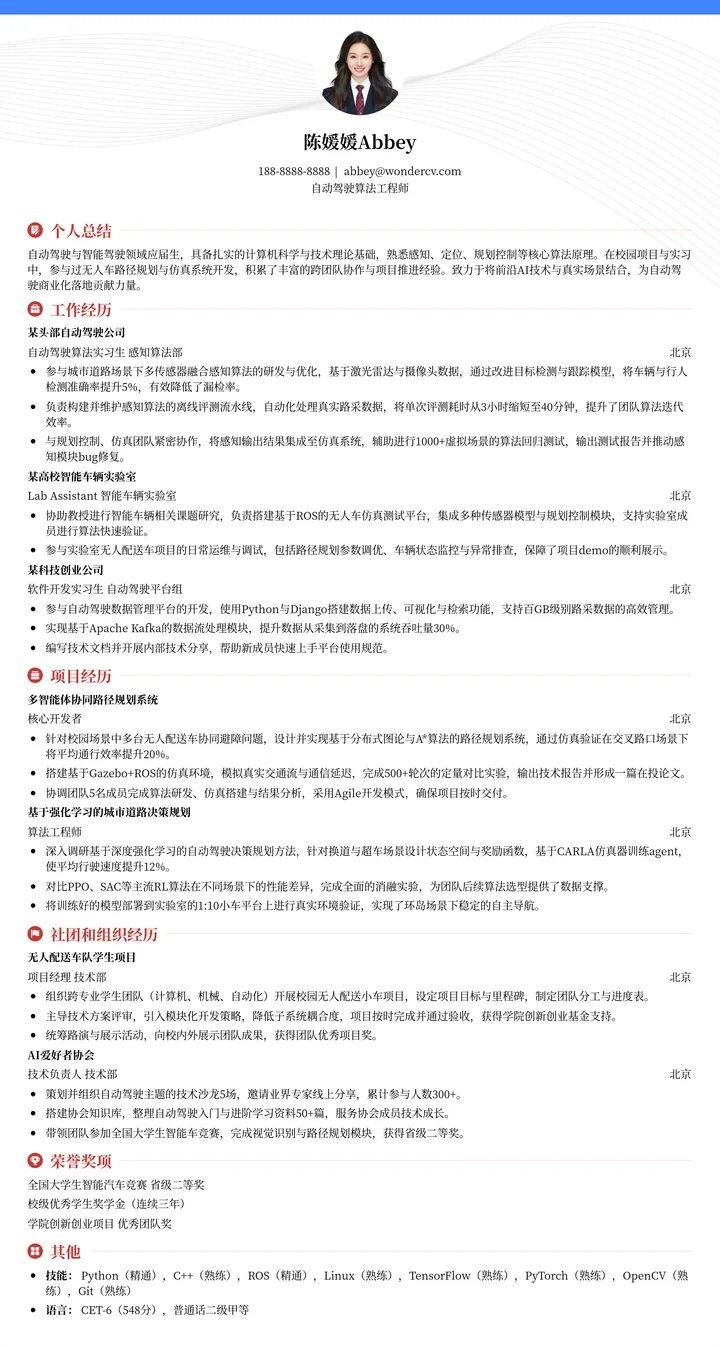 陈媛媛Abbey
188-8888-8888 | abbey@wondercv.com
自动驾驶算法工程师
个人总结
自动驾驶与智能驾驶领域应届生，具备扎实的计算机科学与技术理论基础，熟悉感知、定位、规划控制等核心算法原理。在校园项目与实习
中，参与过无人车路径规划与仿真系统开发，积累了丰富的跨团队协作与项目推进经验。致力于将前沿AI技术与真实场景结合，为自动驾
驶商业化落地贡献力量。
工作经历
某头部自动驾驶公司
自动驾驶算法实习生 感知算法部 北京
• 参与城市道路场景下多传感器融合感知算法的研发与优化，基于激光雷达与摄像头数据，通过改进目标检测与跟踪模型，将车辆与行人
检测准确率提升5%，有效降低了漏检率。
• 负责构建并维护感知算法的离线评测流水线，自动化处理真实路采数据，将单次评测耗时从3小时缩短至40分钟，提升了团队算法迭代
效率。
• 与规划控制、仿真团队紧密协作，将感知输出结果集成至仿真系统，辅助进行1000+虚拟场景的算法回归测试，输出测试报告并推动感
知模块bug修复。
某高校智能车辆实验室
Lab Assistant 智能车辆实验室 北京
• 协助教授进行智能车辆相关课题研究，负责搭建基于ROS的无人车仿真测试平台，集成多种传感器模型与规划控制模块，支持实验室成
员进行算法快速验证。
• 参与实验室无人配送车项目的日常运维与调试，包括路径规划参数调优、车辆状态监控与异常排查，保障了项目demo的顺利展示。
某科技创业公司
软件开发实习生 自动驾驶平台组 北京
• 参与自动驾驶数据管理平台的开发，使用Python与Django搭建数据上传、可视化与检索功能，支持百GB级别路采数据的高效管理。
• 实现基于Apache Kafka的数据流处理模块，提升数据从采集到落盘的系统吞吐量30%。
• 编写技术文档并开展内部技术分享，帮助新成员快速上手平台使用规范。
项目经历
多智能体协同路径规划系统
核心开发者 北京
• 针对校园场景中多台无人配送车协同避障问题，设计并实现基于分布式图论与A*算法的路径规划系统，通过仿真验证在交叉路口场景下
将平均通行效率提升20%。
• 搭建基于Gazebo+ROS的仿真环境，模拟真实交通流与通信延迟，完成500+轮次的定量对比实验，输出技术报告并形成一篇在投论文。
• 协调团队5名成员完成算法研发、仿真搭建与结果分析，采用Agile开发模式，确保项目按时交付。
基于强化学习的城市道路决策规划
算法工程师 北京
• 深入调研基于深度强化学习的自动驾驶决策规划方法，针对换道与超车场景设计状态空间与奖励函数，基于CARLA仿真器训练agent，
使平均行驶速度提升12%。
• 对比PPO、SAC等主流RL算法在不同场景下的性能差异，完成全面的消融实验，为团队后续算法选型提供了数据支撑。
• 将训练好的模型部署到实验室的1:10小车平台上进行真实环境验证，实现了环岛场景下稳定的自主导航。
社团和组织经历
无人配送车队学生项目
项目经理 技术部 北京
• 组织跨专业学生团队（计算机、机械、自动化）开展校园无人配送小车项目，设定项目目标与里程碑，制定团队分工与进度表。
• 主导技术方案评审，引入模块化开发策略，降低子系统耦合度，项目按时完成并通过验收，获得学院创新创业基金支持。
• 统筹路演与展示活动，向校内外展示团队成果，获得团队优秀项目奖。
AI爱好者协会
技术负责人 技术部 北京
• 策划并组织自动驾驶主题的技术沙龙5场，邀请业界专家线上分享，累计参与人数300+。
• 搭建协会知识库，整理自动驾驶入门与进阶学习资料50+篇，服务协会成员技术成长。
• 带领团队参加全国大学生智能车竞赛，完成视觉识别与路径规划模块，获得省级二等奖。
荣誉奖项
全国大学生智能汽车竞赛 省级二等奖
校级优秀学生奖学金（连续三年）
学院创新创业项目 优秀团队奖
其他
• 技能： Python（精通）, C++（熟练）, ROS（精通）, Linux（熟练）, TensorFlow（熟练）, PyTorch（熟练）, OpenCV（熟
练）, Git（熟练）
• 语言： CET-6（548分）, 普通话二级甲等